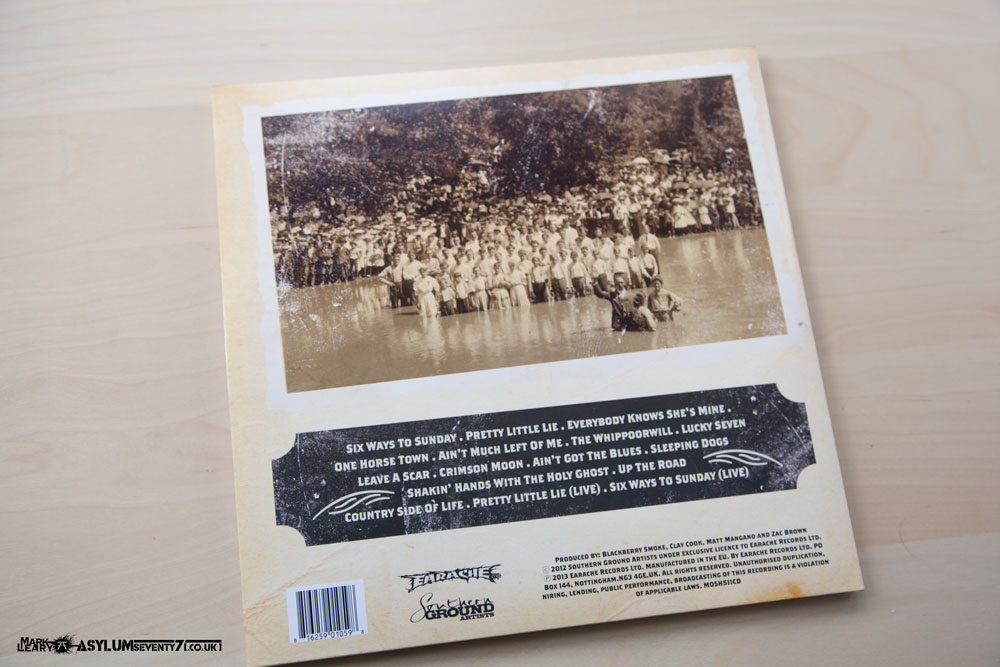 Six Ways To Sunday . Pretty Little Lie . Everybody Knows She's Mine .
One Horse Town . Ain't Much Left Of Me . The Whippoorwill . Lucky Seven
Leave A Scar . Crimson Moon . Ain't Got The Blues . Sleeping Dogs
Shakin' Hands With The Holy Ghost . Up The Road
Country Side Of Life . Pretty Little Lie (Live) . Six Ways To Sunday (Live)
Produced by: Blackberry Smoke, Clay Cook, Matt Mangano and Zac Brown
© 2012 Southern Ground Artists under exclusive licence to Earache Records Ltd.
℗ 2013 Earache Records Ltd. Manufactured in the EU. By Earache Records Ltd. PO
Box 144, Nottingham.NG3 4GE.UK. All rights reserved. Unauthorised duplication,
hiring, lending, public performance, broadcasting of this recording is a violation
of applicable laws. MOSH511CD
EARACHE
Southern
GROUND
ARTISTS
8 16259 01059 8
MARK LEARY ASYLUMSEVENTY7.CO.UK